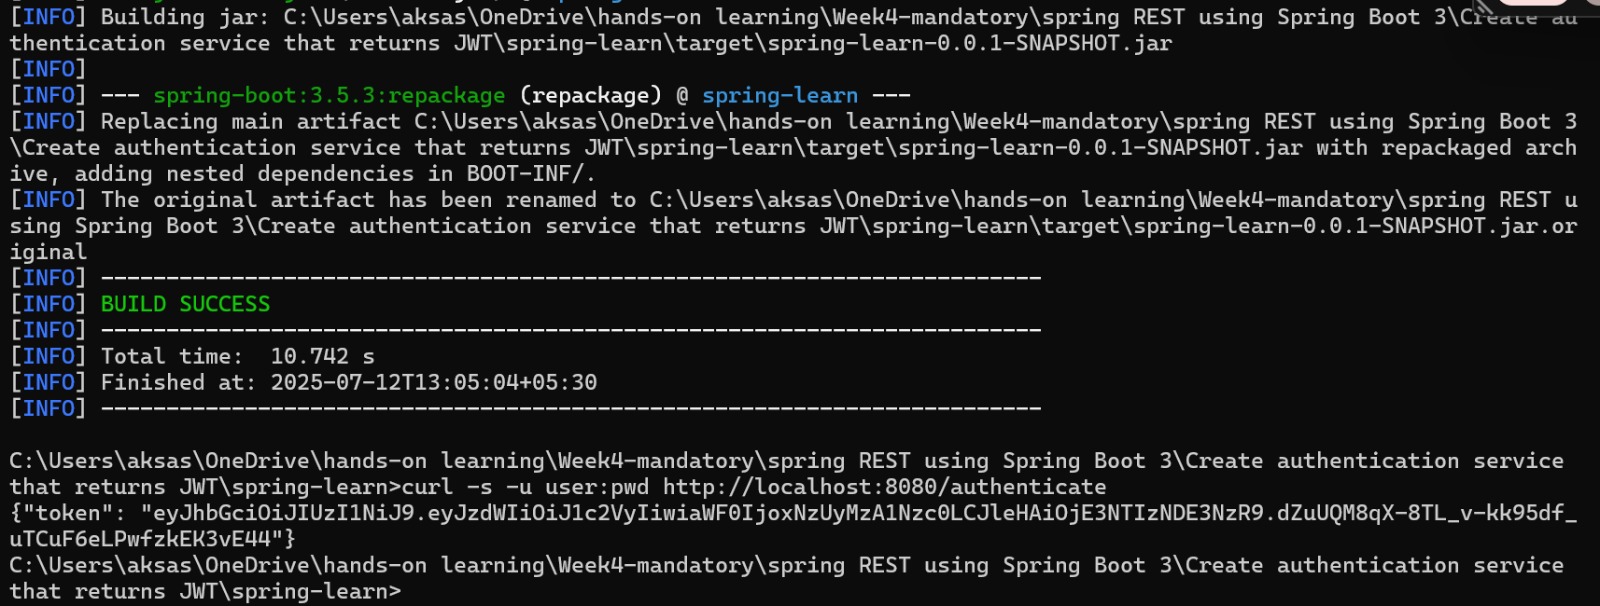 [INFO] Building jar: C:\Users\aksas\OneDrive\hands-on learning\Week4-mandatory\spring REST using Spring Boot 3\Create au
thentication service that returns JWT\spring-learn\target\spring-learn-0.0.1-SNAPSHOT.jar
[INFO]
[INFO] --- spring-boot:3.5.3:repackage (repackage) @ spring-learn ---
[INFO] Replacing main artifact C:\Users\aksas\OneDrive\hands-on learning\Week4-mandatory\spring REST using Spring Boot 3
\Create authentication service that returns JWT\spring-learn\target\spring-learn-0.0.1-SNAPSHOT.jar with repackaged arch
ive, adding nested dependencies in BOOT-INF/.
[INFO] The original artifact has been renamed to C:\Users\aksas\OneDrive\hands-on learning\Week4-mandatory\spring REST u
sing Spring Boot 3\Create authentication service that returns JWT\spring-learn\target\spring-learn-0.0.1-SNAPSHOT.jar.or
iginal
[INFO] ------------------------------------------------------------------------
[INFO] BUILD SUCCESS
[INFO] ------------------------------------------------------------------------
[INFO] Total time:  10.742 s
[INFO] Finished at: 2025-07-12T13:05:04+05:30
[INFO] ------------------------------------------------------------------------
C:\Users\aksas\OneDrive\hands-on learning\Week4-mandatory\spring REST using Spring Boot 3\Create authentication service
that returns JWT\spring-learn>curl -s -u user:pwd http://localhost:8080/authenticate
{"token": "eyJhbGciOiJIUzI1NiJ9.eyJzdWIiOiJ1c2VyIiwiaWF0IjoxNzUyMzA1Nzc0LCJleHAiOjE3NTIzNDE3NzR9.dZuUQM8qX-8TL_v-kk95df_
uTCuF6eLPwfzkEK3vE44"}
C:\Users\aksas\OneDrive\hands-on learning\Week4-mandatory\spring REST using Spring Boot 3\Create authentication service
that returns JWT\spring-learn>